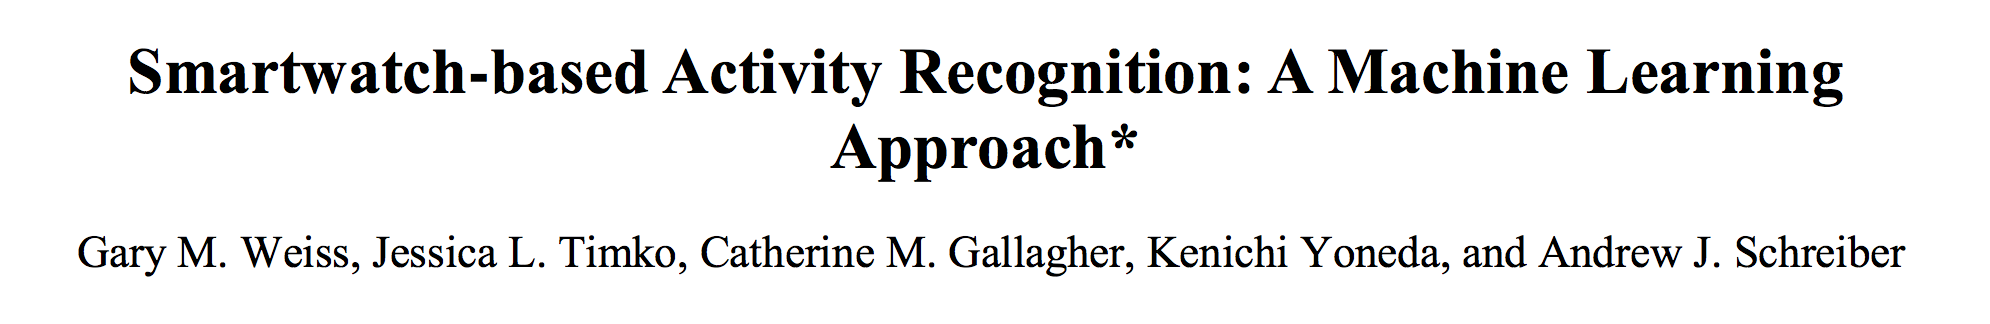 Smartwatch-based Activity Recognition: A Machine Learning
Approach*
Gary M. Weiss, Jessica L. Timko, Catherine M. Gallagher, Kenichi Yoneda, and Andrew J. Schreiber